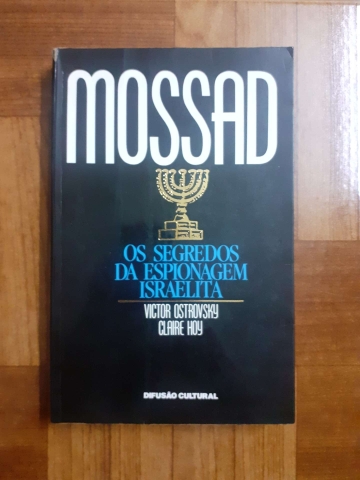 MOSSAD
OS SEGREDOS
DA ESPIONAGEM
ISRAELITA
VICTOR OSTROVSKY
CLAIRE HOY
DIFUSÃO CULTURAL